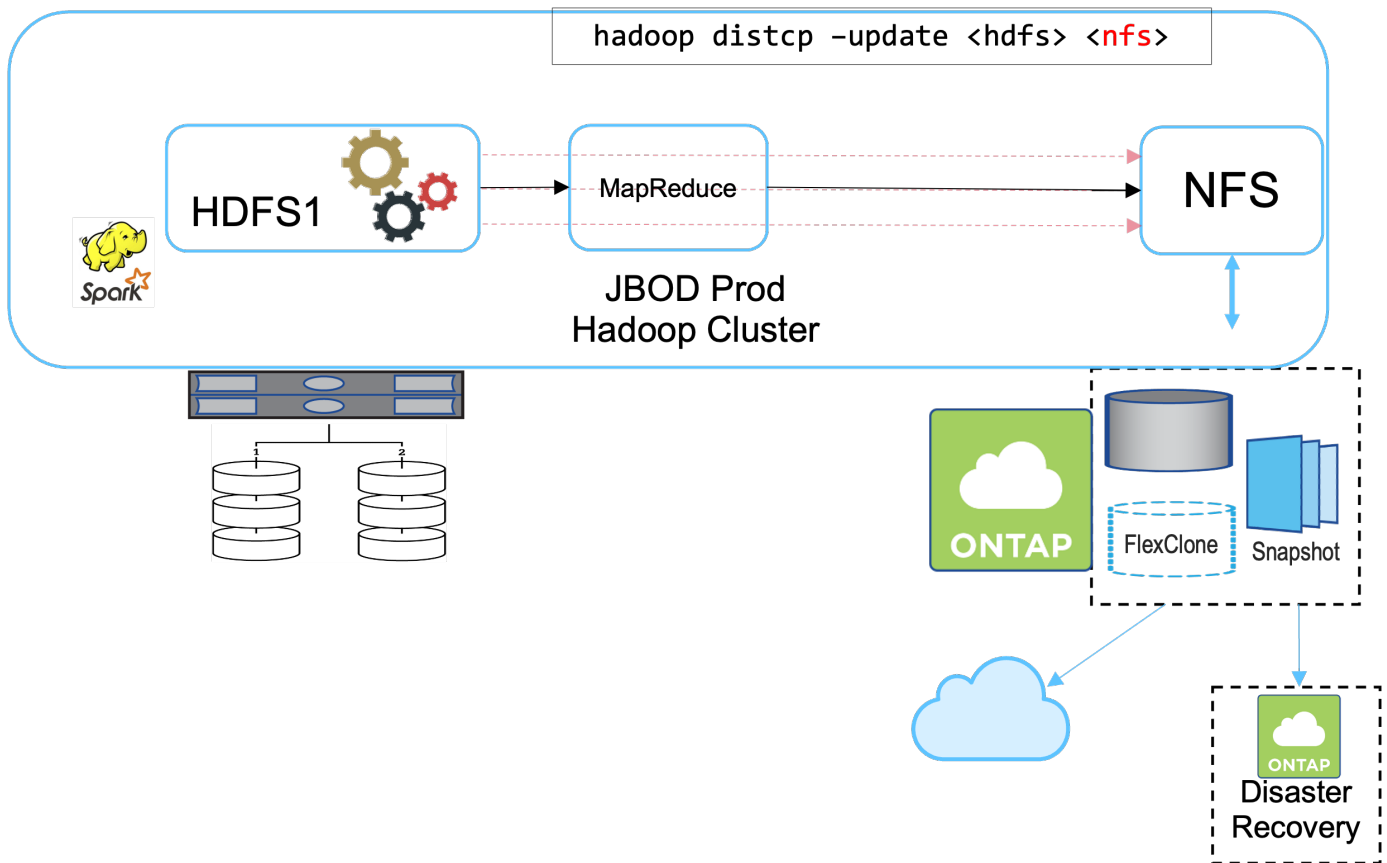 hadoop distcp –update <hdfs> <nfs>
HDFS1
MapReduce
NFS
Spark
JBOD Prod
Hadoop Cluster
1
2
ONTAP
FlexClone
Snapshot
ONTAP
Disaster
Recovery